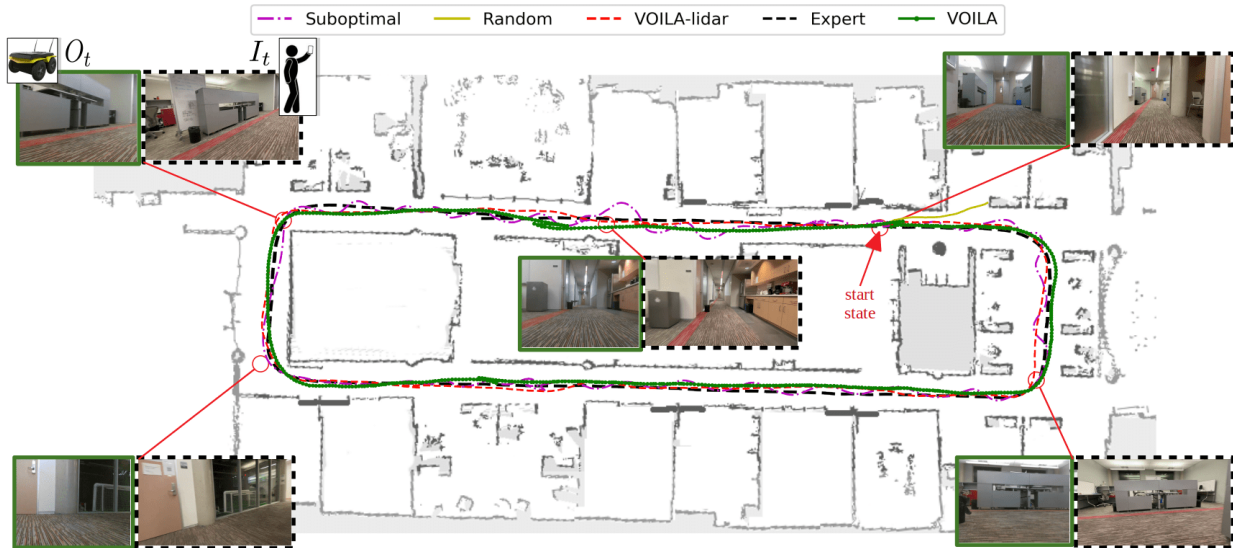 Suboptimal Random VOILA-lidar Expert VOILA
O_t I_t
start
state